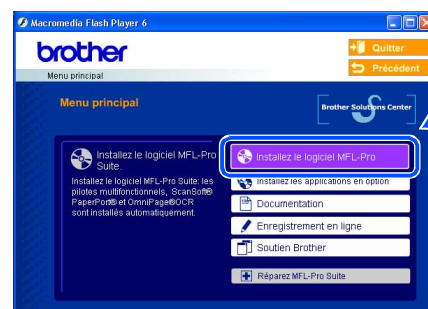 Macromedia Flash Player 6
brother
Quitter
Précédent
Menu principal
Menu principal
Brother Solutions Center
Installez le logiciel MFL-Pro
Suite.
Installez le logiciel MFL-Pro Suite: les
pilotes multifonctionnels, ScanSoft®
PaperPort® et OmniPage®OCR
sont installés automatiquement.
Installez le logiciel MFL-Pro
Installez les applications en option
Documentation
Enregistrement en ligne
Soutien Brother
Réparez MFL-Pro Suite